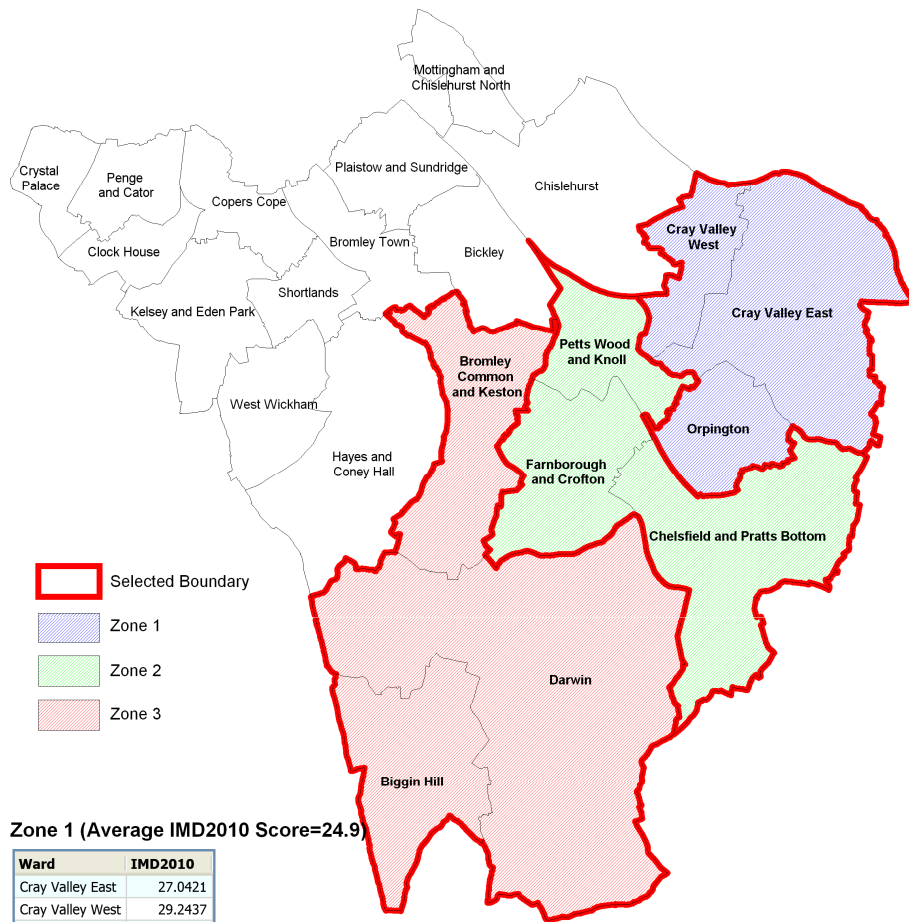 Mottingham and
Chislehurst North
Crystal
Palace
Penge
and Cator
Plaistow and Sundridge
Chislehurst
Copers Cope
Clock House
Bromley Town
Bickley
Cray Valley
West
Shortlands
Kelsey and Eden Park
Cray Valley East
Petts Wood
and Knoll
Bromley
Common
and Keston
West Wickham
Orpington
Hayes and
Coney Hall
Farnborough
and Crofton
Chelsfield and Pratts Bottom
Selected Boundary
Zone 1
Zone 2
Zone 3
Darwin
Biggin Hill
Zone 1 (Average IMD2010 Score=24.9)
Ward IMD2010
Cray Valley East 27.0421
Cray Valley West 29.2437